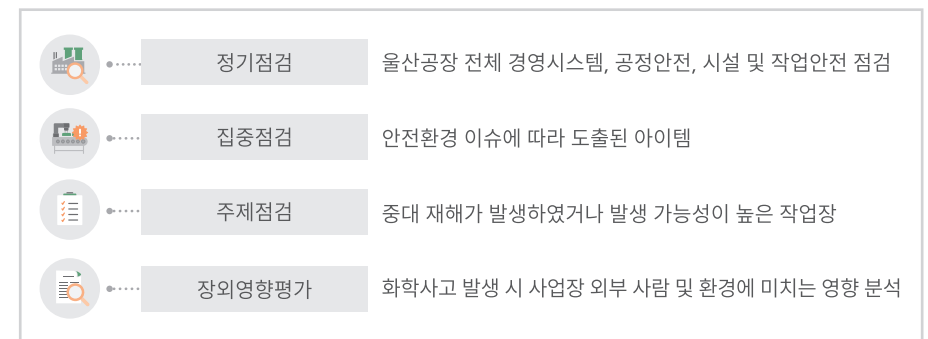 정기점검 울산공장 전체 경영시스템, 공정안전, 시설 및 작업안전 점검
집중점검 안전환경 이슈에 따라 도출된 아이템
주제점검 중대 재해가 발생하였거나 발생 가능성이 높은 작업장
장외영향평가 화학사고 발생 시 사업장 외부 사람 및 환경에 미치는 영향 분석